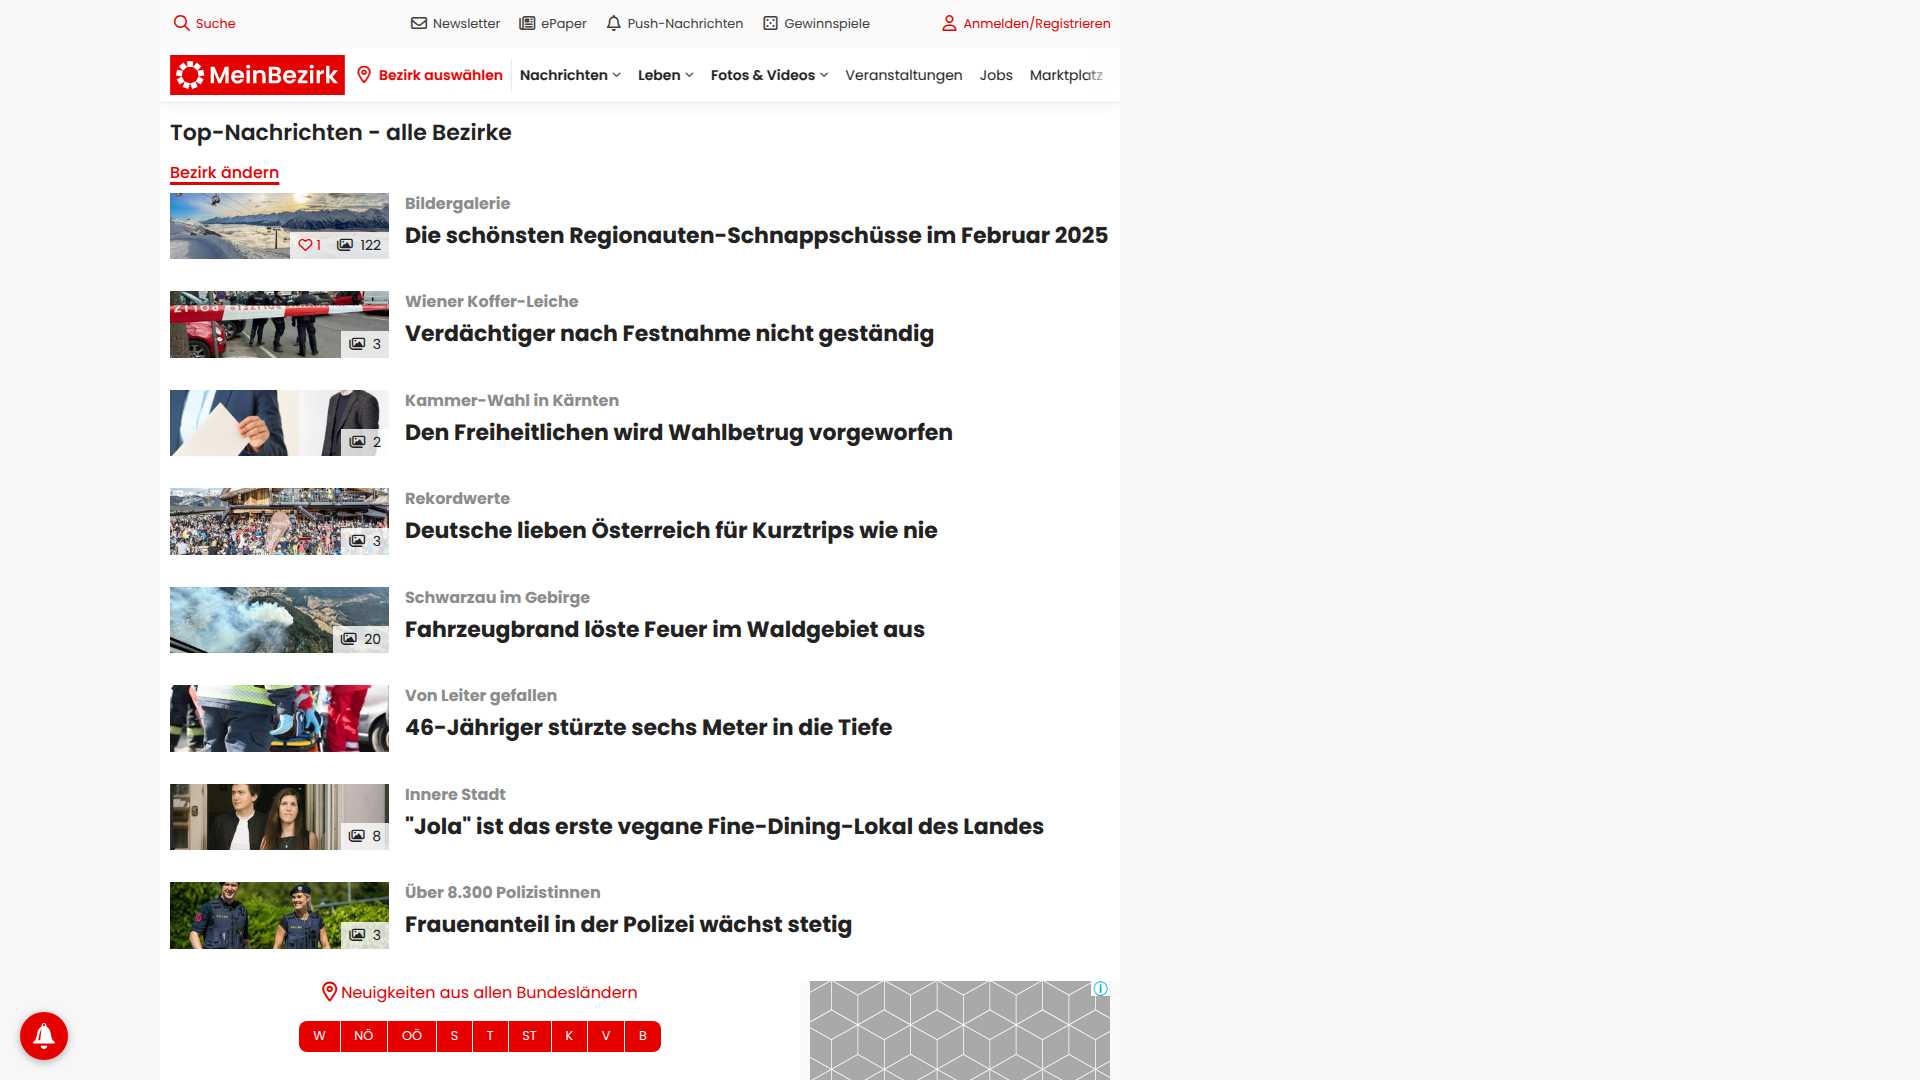 Suche
Newsletter
ePaper
Push-Nachrichten
Gewinnspiele
Anmelden/Registrieren
MeinBezirk
Bezirk auswählen
Nachrichten
Leben
Fotos & Videos
Veranstaltungen
Jobs
Marktplatz
Top-Nachrichten - alle Bezirke
Bezirk ändern
1
122
Bildergalerie
Die schönsten Regionauten-Schnappschüsse im Februar 2025
3
Wiener Koffer-Leiche
Verdächtiger nach Festnahme nicht geständig
2
Kammer-Wahl in Kärnten
Den Freiheitlichen wird Wahlbetrug vorgeworfen
3
Rekordwerte
Deutsche lieben Österreich für Kurztrips wie nie
20
Schwarzau im Gebirge
Fahrzeugbrand löste Feuer im Waldgebiet aus
Von Leiter gefallen
46-Jähriger stürzte sechs Meter in die Tiefe
8
Innere Stadt
"Jola" ist das erste vegane Fine-Dining-Lokal des Landes
3
Über 8.300 Polizistinnen
Frauenanteil in der Polizei wächst stetig
Neuigkeiten aus allen Bundesländern
W
NÖ
OÖ
S
T
ST
K
V
B